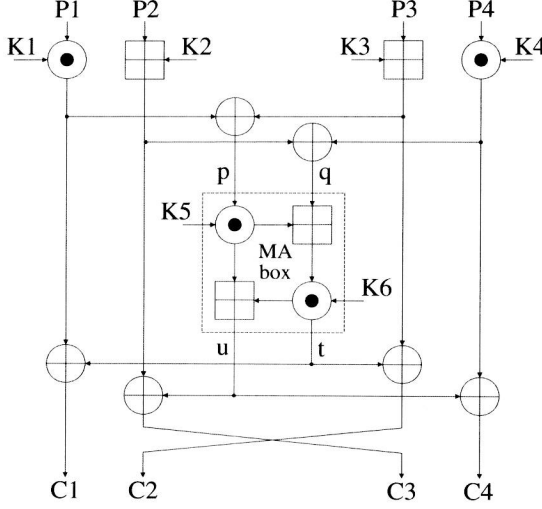 P1 P2 P3 P4
K1 K2 K3 K4
p q
K5
MA
box
K6
u t
C1 C2 C3 C4